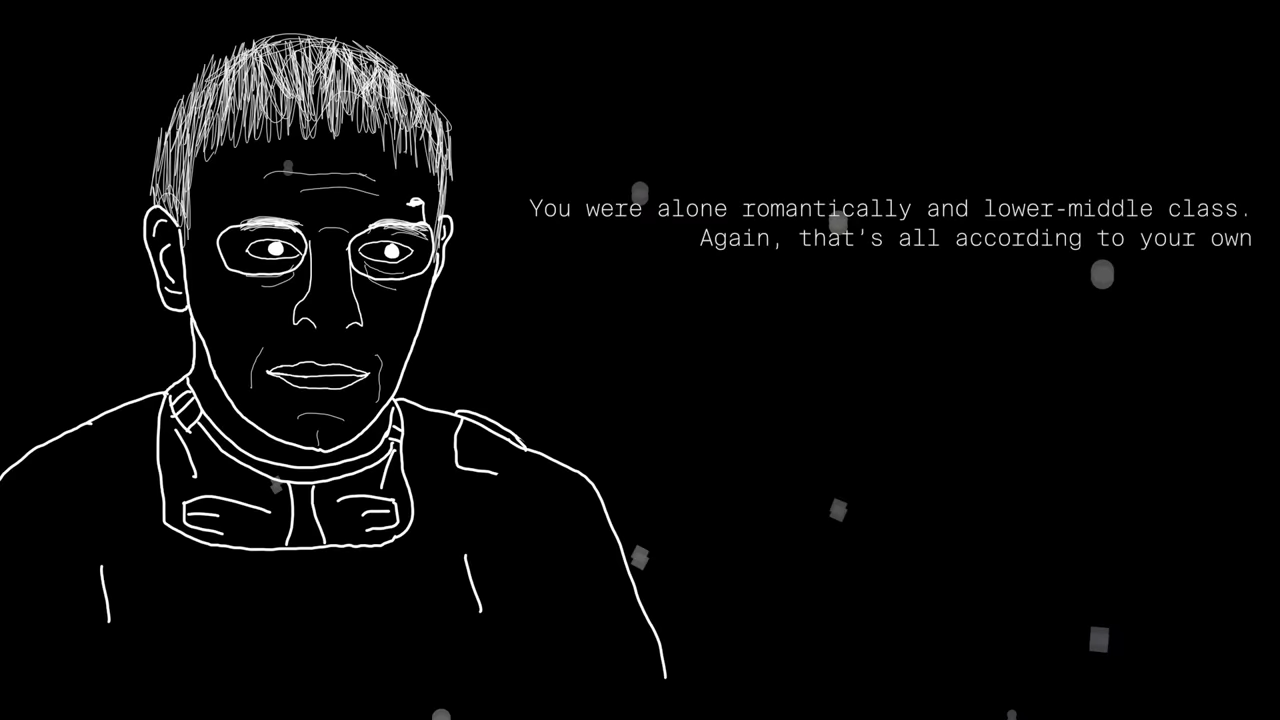 You were alone romantically and lower-middle class.
Again, that's all according to your own